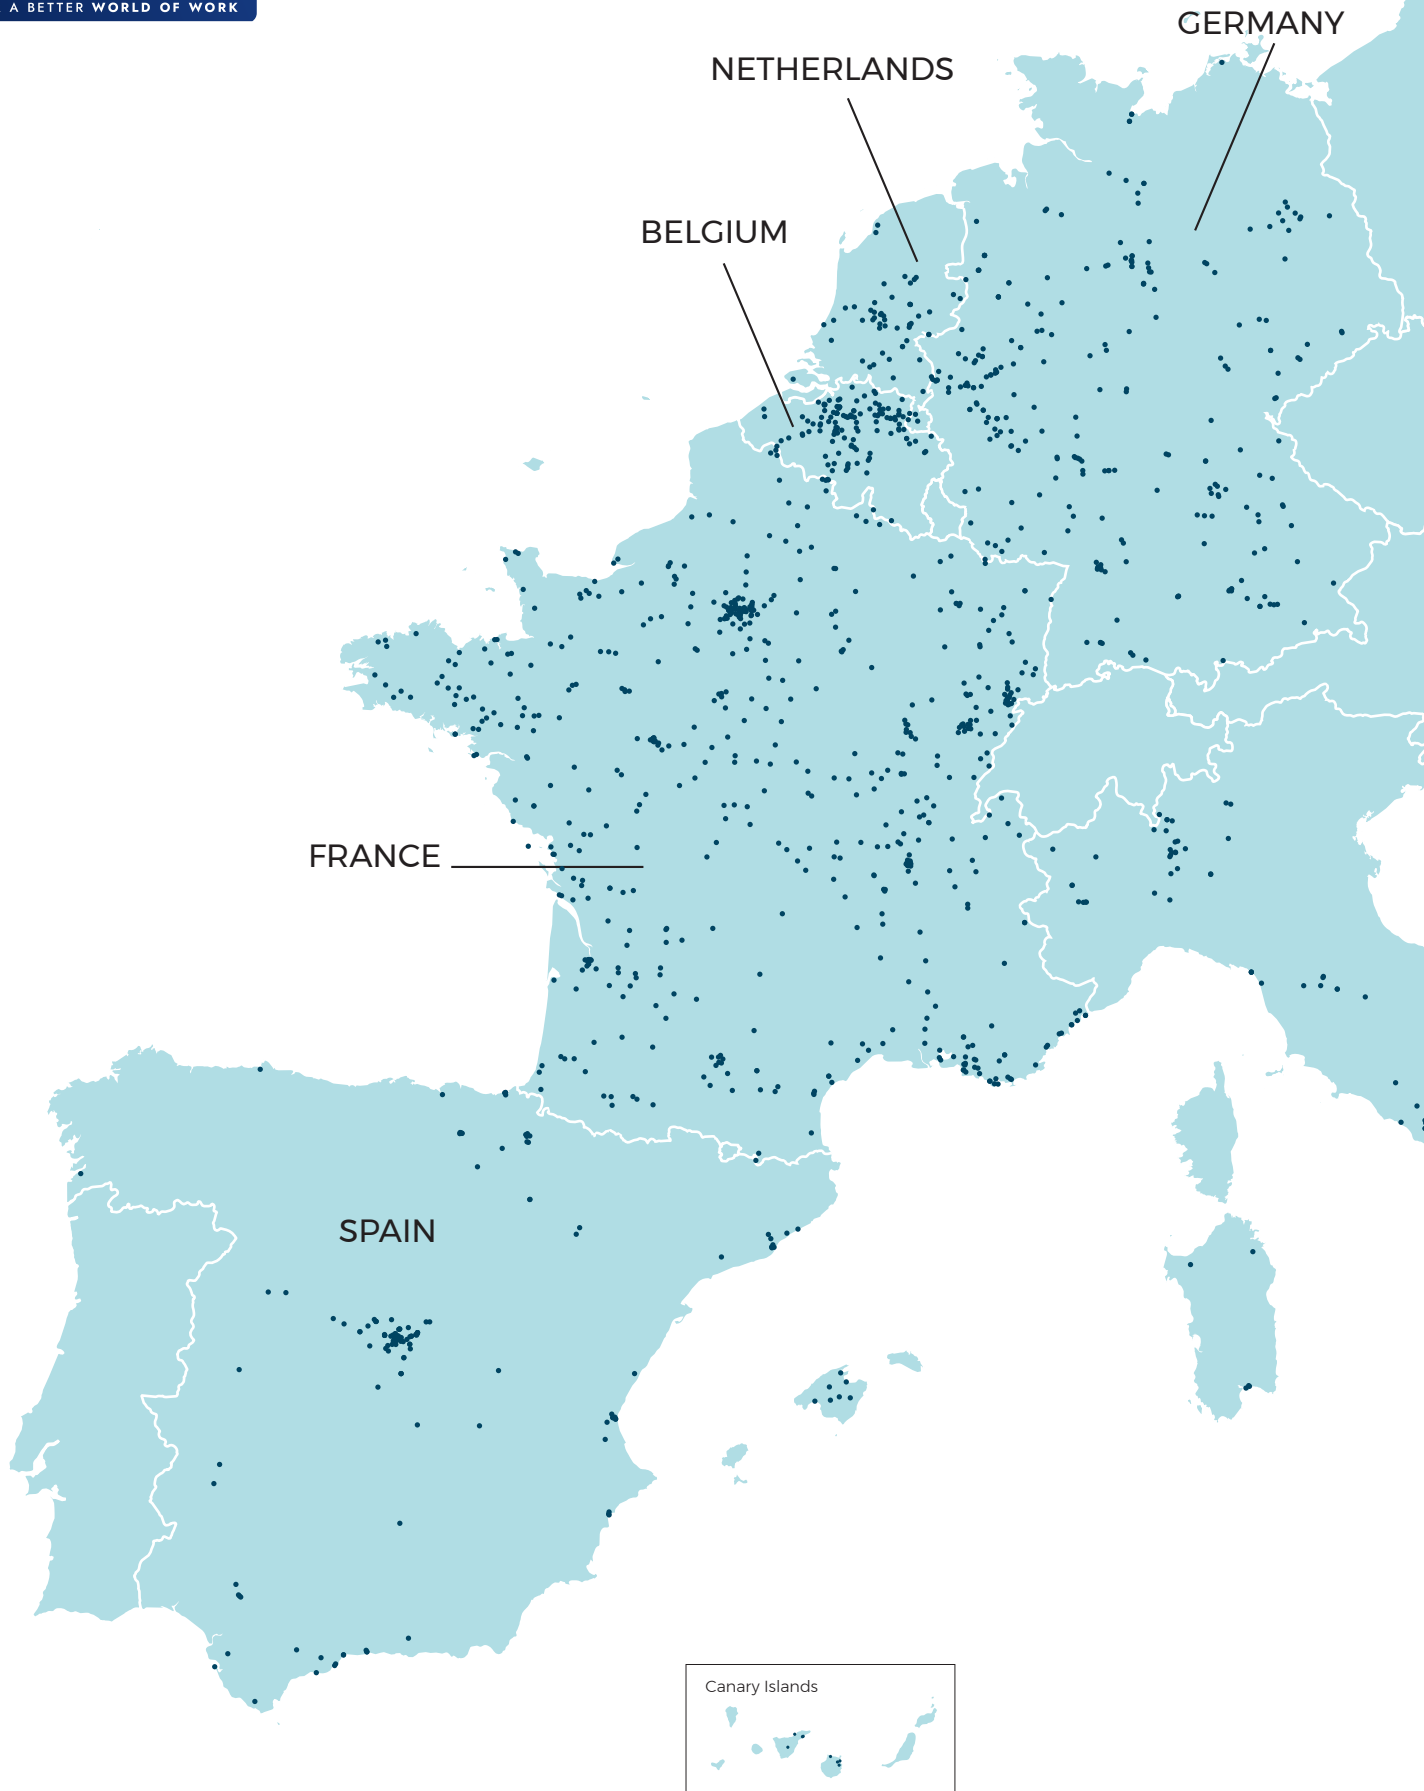 A BETTER WORLD OF WORK
GERMANY
NETHERLANDS
BELGIUM
FRANCE
SPAIN
Canary Islands